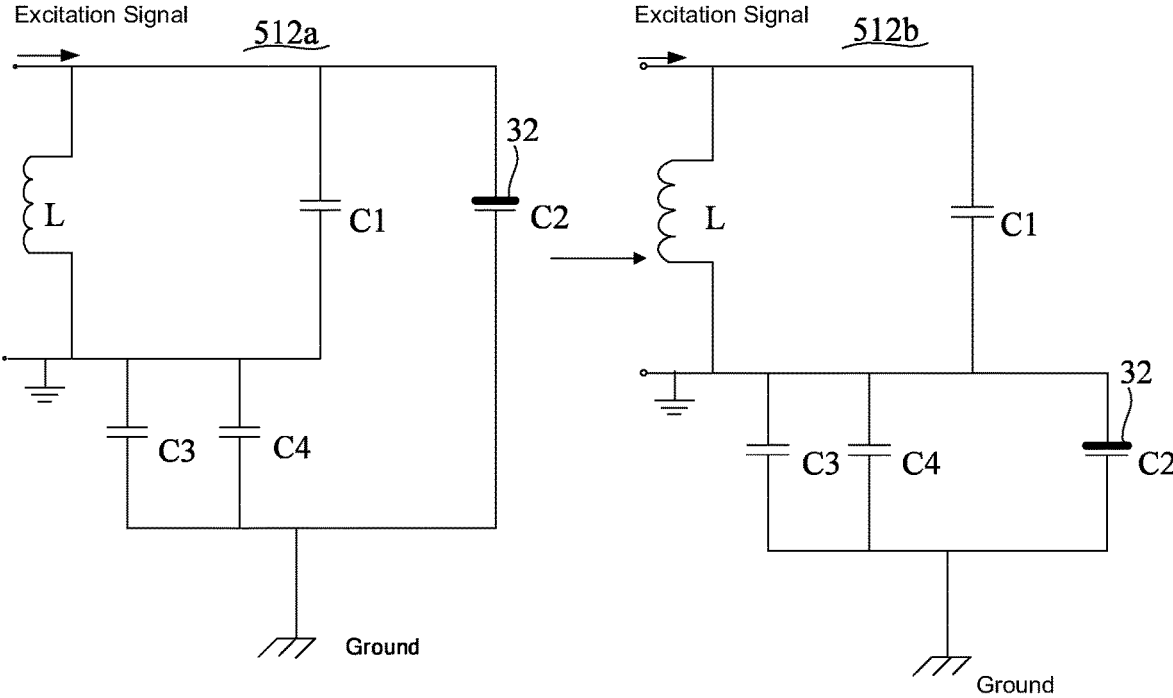 Excitation Signal
512a
32
L
C1
C2
C3
C4
Ground
Excitation Signal
512b
L
C1
32
C3
C4
C2
Ground